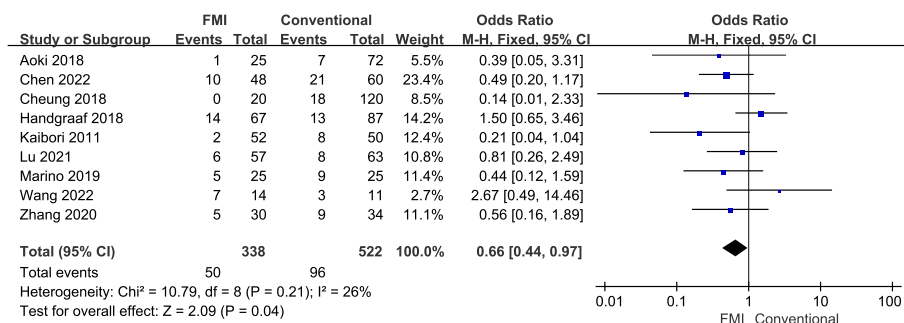 FMI Conventional Odds Ratio Odds Ratio
Study or Subgroup Events Total Events Total Weight M-H, Fixed, 95% CI M-H, Fixed, 95% CI
Aoki 2018 1 25 7 72 5.5% 0.39 [0.05, 3.31]
Chen 2022 10 48 21 60 23.4% 0.49 [0.20, 1.17]
Cheung 2018 0 20 18 120 8.5% 0.14 [0.01, 2.33]
Handgraaf 2018 14 67 13 87 14.2% 1.50 [0.65, 3.46]
Kaibori 2011 2 52 8 50 12.4% 0.21 [0.04, 1.04]
Lu 2021 6 57 8 63 10.8% 0.81 [0.26, 2.49]
Marino 2019 5 25 9 25 11.4% 0.44 [0.12, 1.59]
Wang 2022 7 14 3 11 2.7% 2.67 [0.49, 14.46]
Zhang 2020 5 30 9 34 11.1% 0.56 [0.16, 1.89]
Total (95% CI) 338 522 100.0% 0.66 [0.44, 0.97]
Total events 50 96
Heterogeneity: Chi² = 10.79, df = 8 (P = 0.21); I² = 26%
Test for overall effect: Z = 2.09 (P = 0.04)
0.01 0.1 1 10 100
FMI Conventional